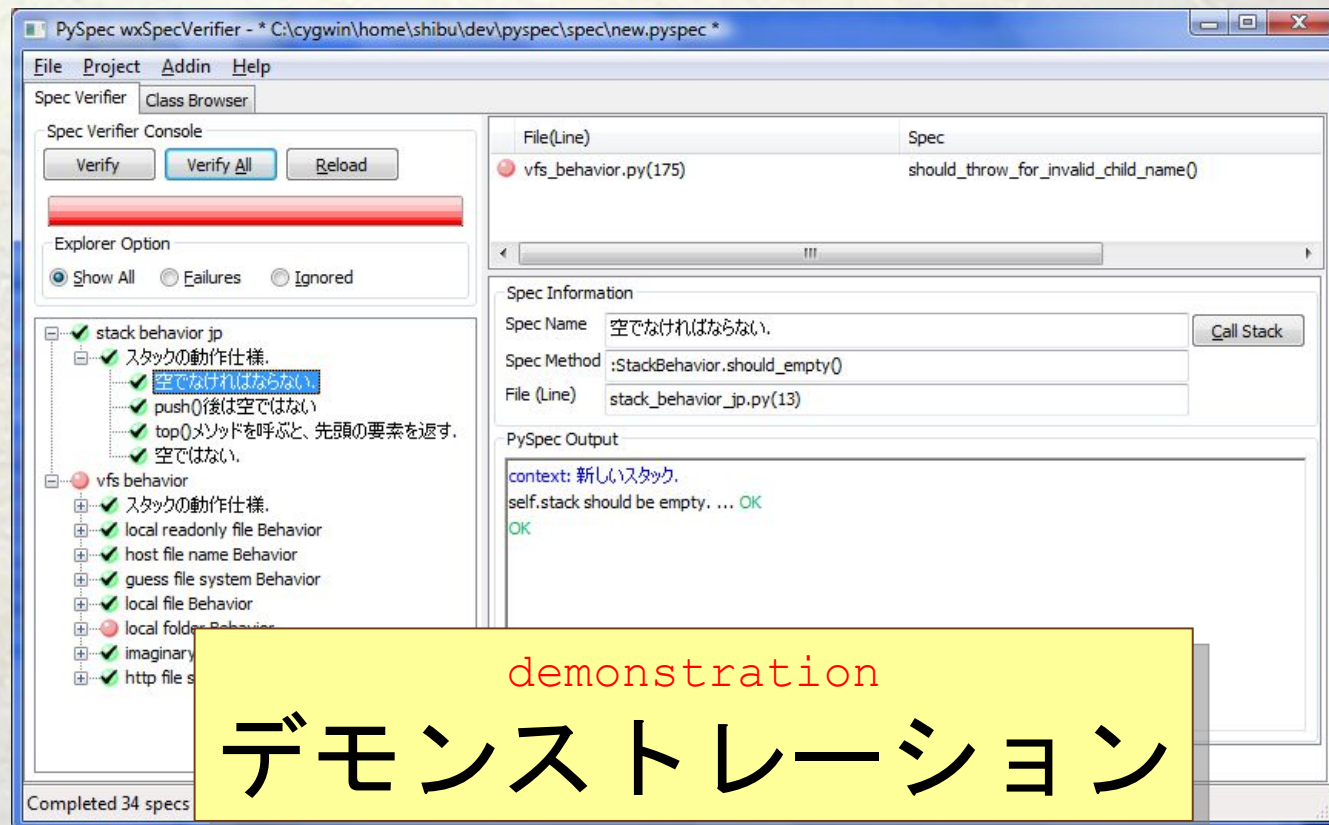 PySpec wxSpecVerifier - * C:\cygwin\home\shibu\dev\pyspec\spec\new.pyspec *
File Project Addin Help
Spec Verifier Class Browser
Spec Verifier Console
Verify Verify All Reload
Explorer Option
Show All Failures Ignored
stack behavior jp
スタックの動作仕様.
空でなければならない.
push()後は空ではない
top()メソッドを呼ぶと、先頭の要素を返す.
空ではない.
vfs behavior
スタックの動作仕様.
local readonly file Behavior
host file name Behavior
guess file system Behavior
local file Behavior
local folder Behavior
imaginary
http file s
Completed 34 specs
File(Line) Spec
vfs_behavior.py(175) should_throw_for_invalid_child_name()
Spec Information
Spec Name 空でなければならない. Call Stack
Spec Method :StackBehavior.should_empty()
File (Line) stack_behavior_jp.py(13)
PySpec Output
context: 新しいスタック.
self.stack should be empty. ... OK
OK
demonstration
デモンストレーション